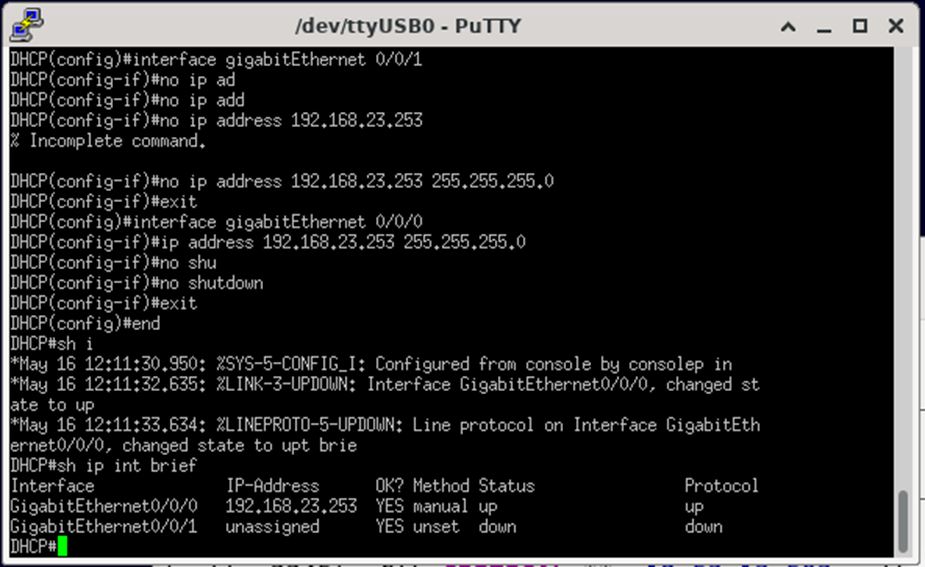 /dev/ttyUSB0 - PuTTY
DHCP(config)#interface gigabitEthernet 0/0/1
DHCP(config-if)#no ip ad
DHCP(config-if)#no ip add
DHCP(config-if)#no ip address 192.168.23.253
% Incomplete command.
DHCP(config-if)#no ip address 192.168.23.253 255.255.255.0
DHCP(config-if)#exit
DHCP(config)#interface gigabitEthernet 0/0/0
DHCP(config-if)#ip address 192.168.23.253 255.255.255.0
DHCP(config-if)#no shu
DHCP(config-if)#no shutdown
DHCP(config-if)#exit
DHCP(config)#end
DHCP#sh i
*May 16 12:11:30.950: %SYS-5-CONFIG_I: Configured from console by consolep in
*May 16 12:11:32.635: %LINK-3-UPDOWN: Interface GigabitEthernet0/0/0, changed st
ate to up
*May 16 12:11:33.634: %LINEPROTO-5-UPDOWN: Line protocol on Interface GigabitEth
ernet0/0/0, changed state to upt brie
DHCP#sh ip int brief
Interface IP-Address OK? Method Status Protocol
GigabitEthernet0/0/0 192.168.23.253 YES manual up up
GigabitEthernet0/0/1 unassigned YES unset down down
DHCP#